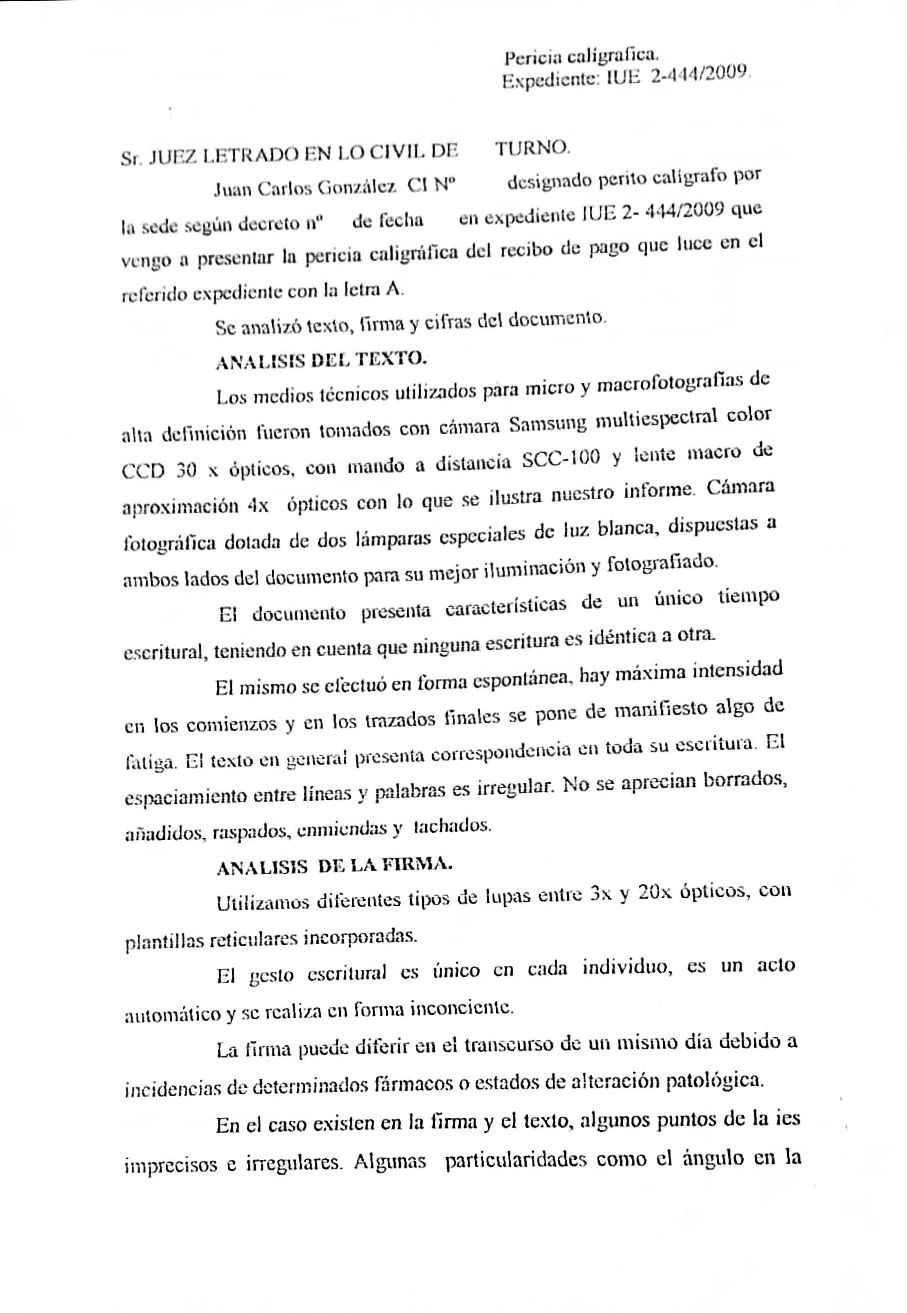 Pericia calígrafica.
Expediente: IUE 2-444/2009.
Sr. JUEZ LETRADO EN LO CIVIL DE TURNO.
Juan Carlos González CI Nº designado perito calígrafo por
la sede según decreto nº de fecha en expediente IUE 2- 444/2009 que
vengo a presentar la pericia caligráfica del recibo de pago que luce en el
referido expediente con la letra A.
Se analizó texto, firma y cifras del documento.
ANALISIS DEL TEXTO.
Los medios técnicos utilizados para micro y macrofotografías de
alta definición fueron tomados con cámara Samsung multiespectral color
CCD 30 x ópticos, con mando a distancia SCC-100 y lente macro de
aproximación 4x ópticos con lo que se ilustra nuestro informe. Cámara
fotográfica dotada de dos lámparas especiales de luz blanca, dispuestas a
ambos lados del documento para su mejor iluminación y fotografiado.
El documento presenta características de un único tiempo
escritural, teniendo en cuenta que ninguna escritura es idéntica a otra.
El mismo se efectuó en forma espontánea, hay máxima intensidad
en los comienzos y en los trazados finales se pone de manifiesto algo de
fatiga. El texto en general presenta correspondencia en toda su escritura. El
espaciamiento entre líneas y palabras es irregular. No se aprecian borrados,
añadidos, raspados, enmiendas y tachados.
ANALISIS DE LA FIRMA.
Utilizamos diferentes tipos de lupas entre 3x y 20x ópticos, con
plantillas reticulares incorporadas.
El gesto escritural es único en cada individuo, es un acto
automático y se realiza en forma inconciente.
La firma puede diferir en el transcurso de un mismo día debido a
incidencias de determinados fármacos o estados de alteración patológica.
En el caso existen en la firma y el texto, algunos puntos de la ies
imprecisos e irregulares. Algunas particularidades como el ángulo en la